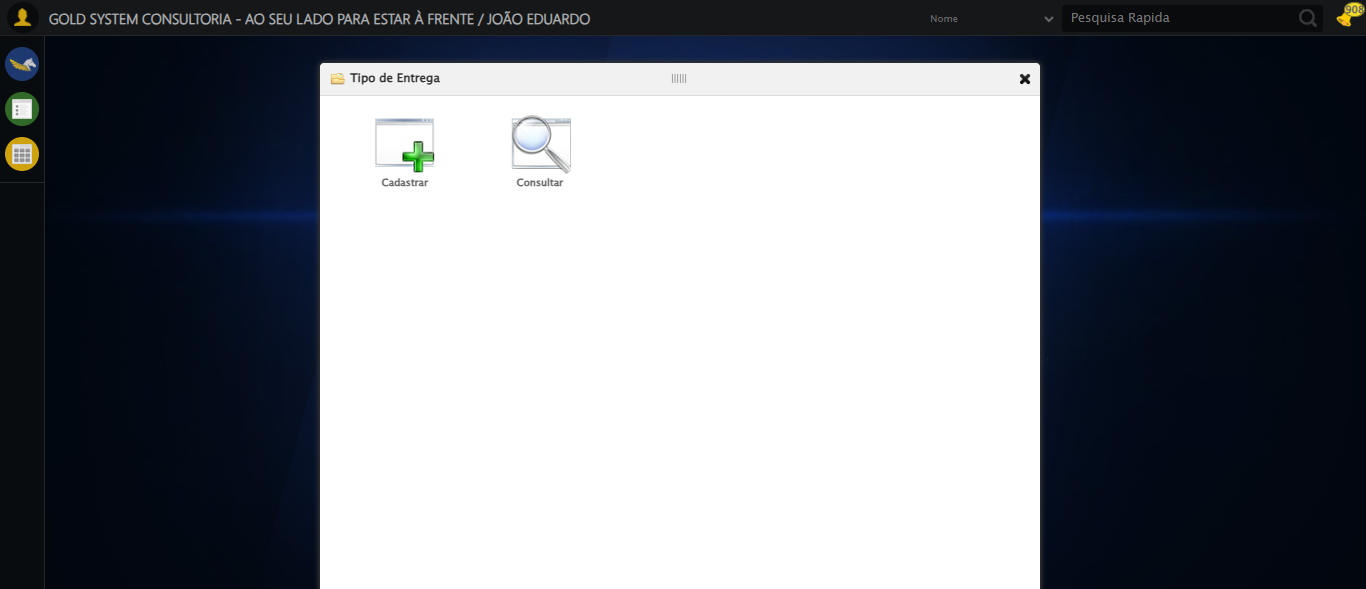 GOLD SYSTEM CONSULTORIA - AO SEU LADO PARA ESTAR À FRENTE / JOÃO EDUARDO
Nome
Pesquisa Rapida
908
Tipo de Entrega
Cadastrar
Consultar